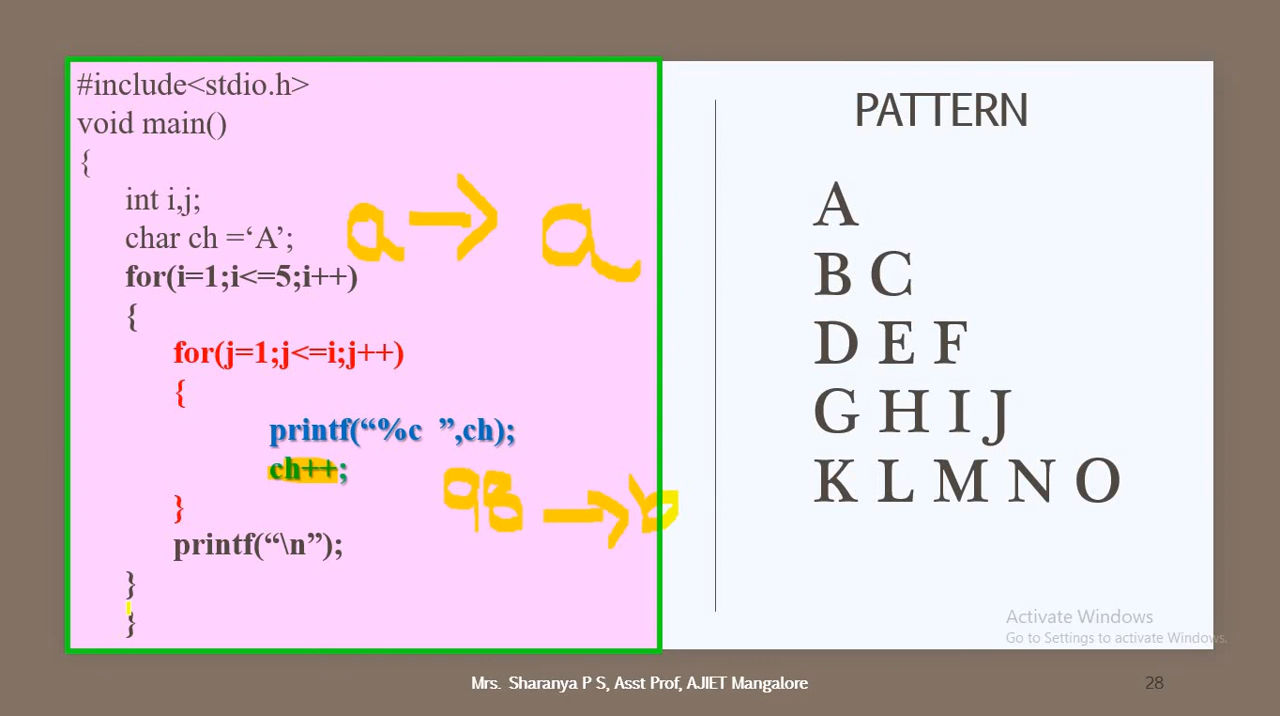 #include<stdio.h>
void main()
{
int i,j;
char ch =‘A’;
for(i=1;i<=5;i++)
{
for(j=1;j<=i;j++)
{
printf(“%c ”,ch);
ch++;
}
printf(“\n”);
}
}
a → a
98 → b
PATTERN
A
B C
D E F
G H I J
K L M N O
Activate Windows
Go to Settings to activate Windows.
Mrs. Sharanya P S, Asst Prof, AJIET Mangalore
28